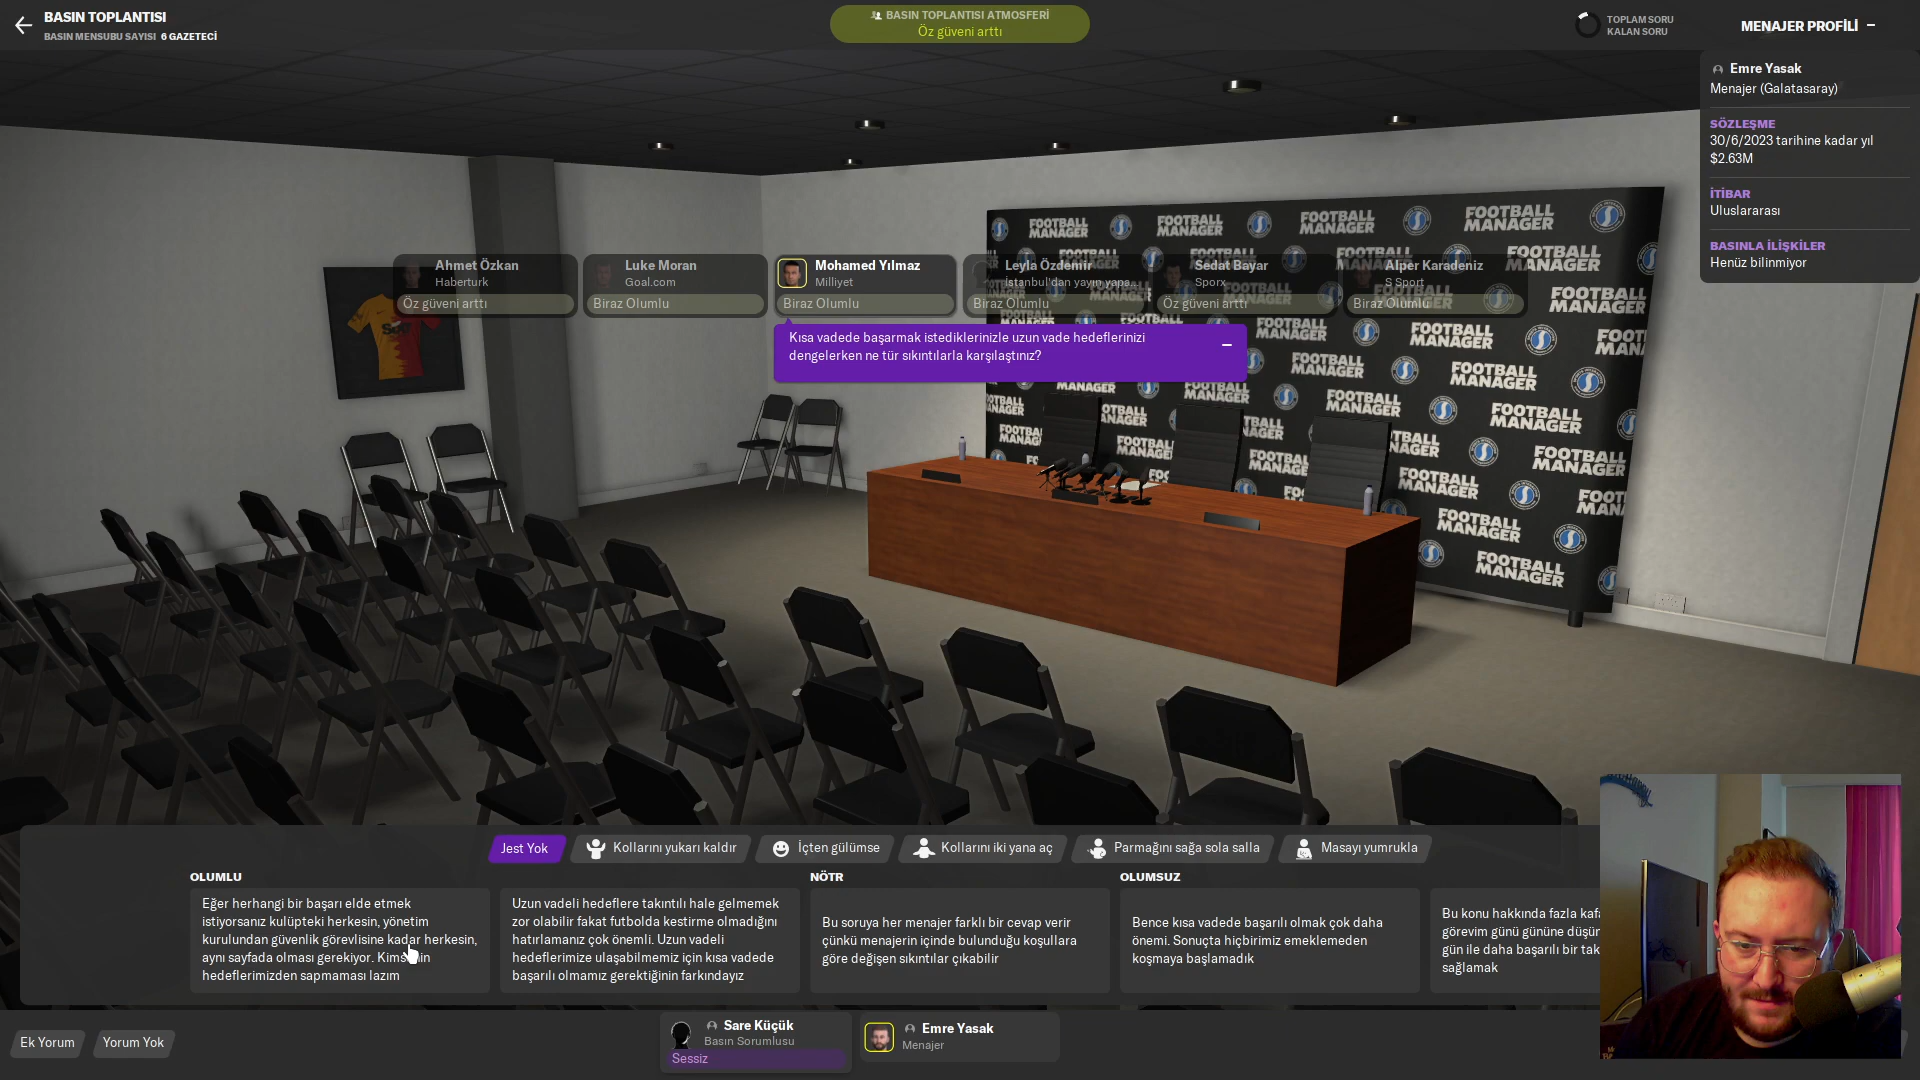 BASIN TOPLANTISI
BASIN MENSUBU SAYISI 6 GAZETECİ
BASIN TOPLANTISI ATMOSFERİ
Öz güveni arttı
TOPLAM SORU
KALAN SORU
MENAJER PROFİLİ
Emre Yasak
Menajer (Galatasaray)
SÖZLEŞME
30/6/2023 tarihine kadar yıl
$2.63M
İTİBAR
Uluslararası
BASINLA İLİŞKİLER
Henüz bilinmiyor
Ahmet Özkan
Haberturk
Öz güveni arttı
Luke Moran
Goal.com
Biraz Olumlu
Mohamed Yılmaz
Milliyet
Biraz Olumlu
Leyla Özdemir
İstanbul'dan yayın yapa...
Biraz Olumlu
Sedat Bayar
Sporx
Öz güveni arttı
Alper Karadeniz
S Sport
Biraz Olumlu
Kısa vadede başarmak istediklerinizle uzun vade hedeflerinizi
dengelerken ne tür sıkıntılarla karşılaştınız?
FOOTBALL
MANAGER
Jest Yok
Kollarını yukarı kaldır
İçten gülümse
Kollarını iki yana aç
Parmağını sağa sola salla
Masayı yumrukla
OLUMLU
Eğer herhangi bir başarı elde etmek
istiyorsanız kulüpteki herkesin, yönetim
kurulundan güvenlik görevlisine kadar herkesin,
aynı sayfada olması gerekiyor.
hedeflerimizden sapmaması lazım
Uzun vadeli hedeflere takıntılı hale gelmemek
zor olabilir fakat futbolda kestirme olmadığını
hatırlamanız çok önemli. Uzun vadeli
hedeflerimize ulaşabilmemiz için kısa vadede
başarılı olmamız gerektiğinin farkındayız
NÖTR
Bu soruya her menajer farklı bir cevap verir
çünkü menajerin içinde bulunduğu koşullara
göre değişen sıkıntılar çıkabilir
OLUMSUZ
Bence kısa vadede başarılı olmak çok daha
önemi. Sonuçta hiçbirimiz emeklemeden
koşmaya başlamadık
Bu konu hakkında fazla kafa
görevim günü gününe düşün
gün ile daha başarılı bir tak
sağlamak
Ek Yorum
Yorum Yok
Sare Küçük
Basın Sorumlusu
Sessiz
Emre Yasak
Menajer